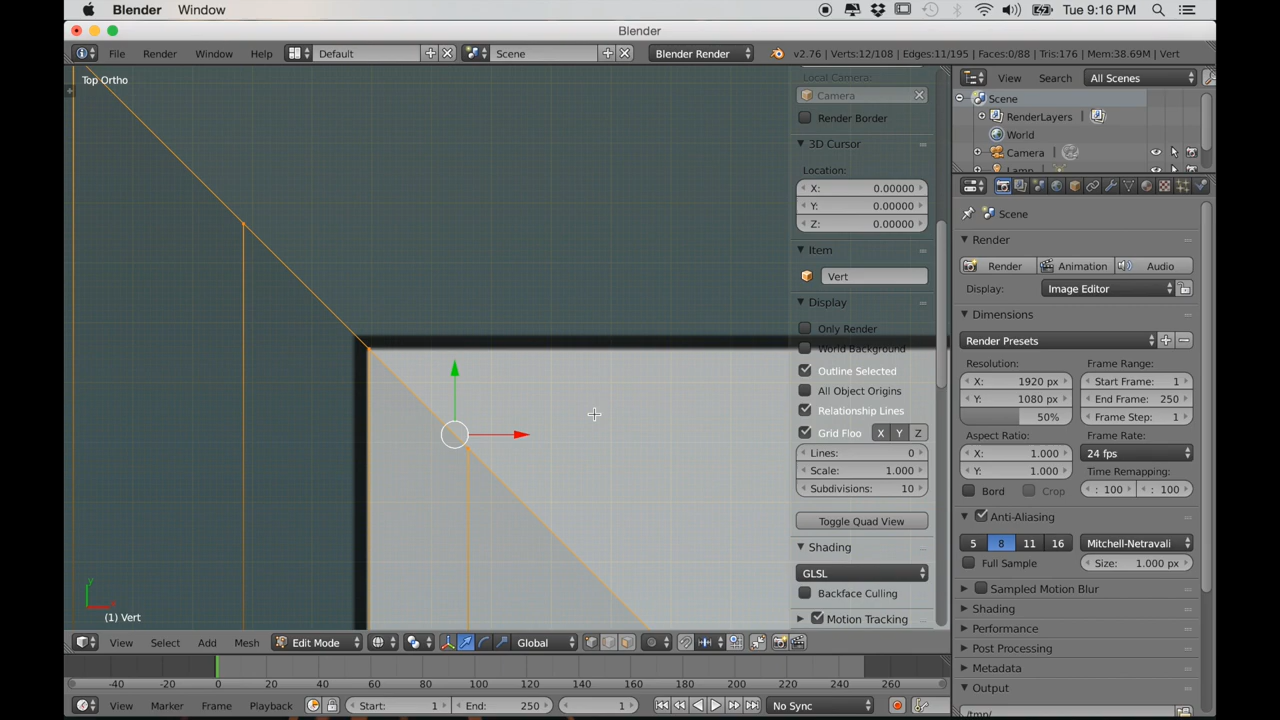 Blender Window Tue 9:16 PM
Blender
File Render Window Help Default Scene Blender Render v2.76 | Verts:12/108 | Edges:11/195 | Faces:0/88 | Tris:176 | Mem:38.69M | Vert
Top Ortho
(1) Vert
Local Camera:
Camera
Render Border
3D Cursor
Location:
X: 0.00000
Y: 0.00000
Z: 0.00000
Item
Vert
Display
Only Render
World Background
Outline Selected
All Object Origins
Relationship Lines
Grid Floo X Y Z
Lines: 0
Scale: 1.000
Subdivisions: 10
Toggle Quad View
Shading
GLSL
Backface Culling
Motion Tracking
View Search All Scenes
Scene
RenderLayers
World
Camera
Lamp
Scene
Render
Render Animation Audio
Display: Image Editor
Dimensions
Render Presets
Resolution: Frame Range:
X: 1920 px Start Frame: 1
Y: 1080 px End Frame: 250
50% Frame Step: 1
Aspect Ratio: Frame Rate:
X: 1.000 24 fps
Y: 1.000 Time Remapping:
Bord Crop : 100 : 100
Anti-Aliasing
5 8 11 16 Mitchell-Netravali
Full Sample Size: 1.000 px
Sampled Motion Blur
Shading
Performance
Post Processing
Metadata
Output
/tmp/
View Select Add Mesh Edit Mode Global
-40 -20 0 20 40 60 80 100 120 140 160 180 200 220 240 260
View Marker Frame Playback Start: 1 End: 250 1 No Sync